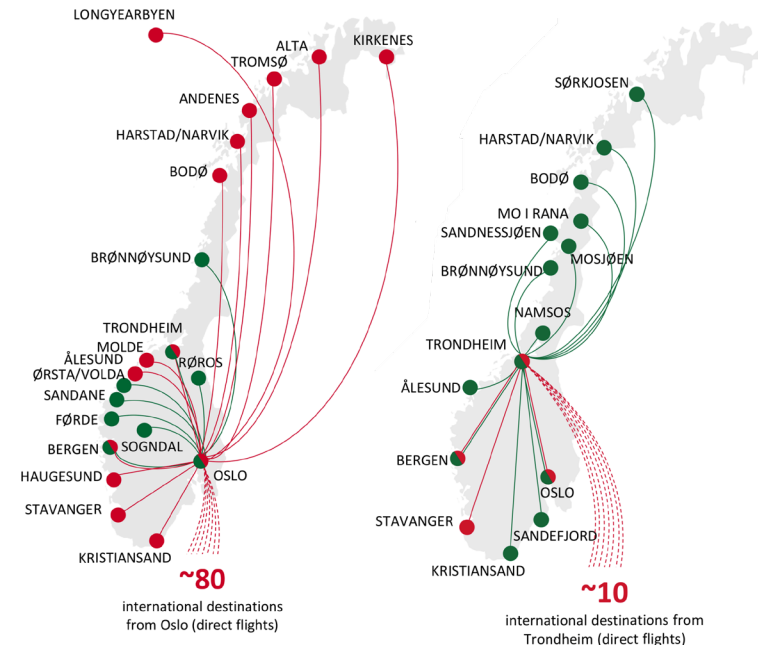 LONGYEARBYEN
ALTA
KIRKENES
TROMSØ
ANDENES
HARSTAD/NARVIK
BODØ
BRØNNØYSUND
TRONDHEIM
MOLDE
ÅLESUND
RØROS
ØRSTA/VOLDA
SANDANE
FØRDE
BERGEN
SOGNDAL
HAUGESUND
OSLO
STAVANGER
KRISTIANSAND
~80
international destinations
from Oslo (direct flights)
SØRKJOSEN
HARSTAD/NARVIK
BODØ
MO I RANA
SANDNESSJØEN
MOSJØEN
BRØNNØYSUND
NAMSOS
TRONDHEIM
ÅLESUND
BERGEN
OSLO
STAVANGER
SANDEFJORD
KRISTIANSAND
~10
international destinations from
Trondheim (direct flights)